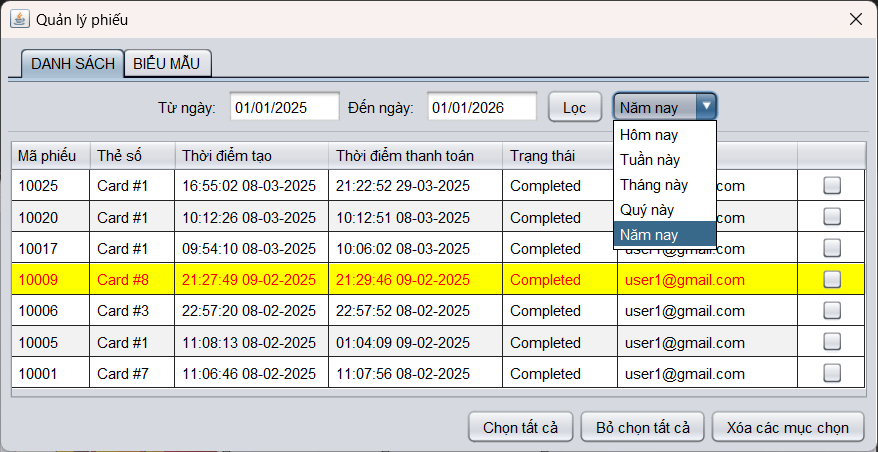 Quản lý phiếu
DANH SÁCH BIỂU MẪU
Từ ngày: 01/01/2025 Đến ngày: 01/01/2026 Lọc Năm nay
Hôm nay
Tuần này
Tháng này
Quý này
Năm nay
Mã phiếu Thẻ số Thời điểm tạo Thời điểm thanh toán Trạng thái
10025 Card #1 16:55:02 08-03-2025 21:22:52 29-03-2025 Completed .com
10020 Card #1 10:12:26 08-03-2025 10:12:51 08-03-2025 Completed
10017 Card #1 09:54:10 08-03-2025 10:06:02 08-03-2025 Completed user1@gmail.com
10009 Card #8 21:27:49 09-02-2025 21:29:46 09-02-2025 Completed user1@gmail.com
10006 Card #3 22:57:20 08-02-2025 22:57:52 08-02-2025 Completed user1@gmail.com
10005 Card #1 11:08:13 08-02-2025 01:04:09 09-02-2025 Completed user1@gmail.com
10001 Card #7 11:06:46 08-02-2025 11:07:56 08-02-2025 Completed user1@gmail.com
Chọn tất cả Bỏ chọn tất cả Xóa các mục chọn